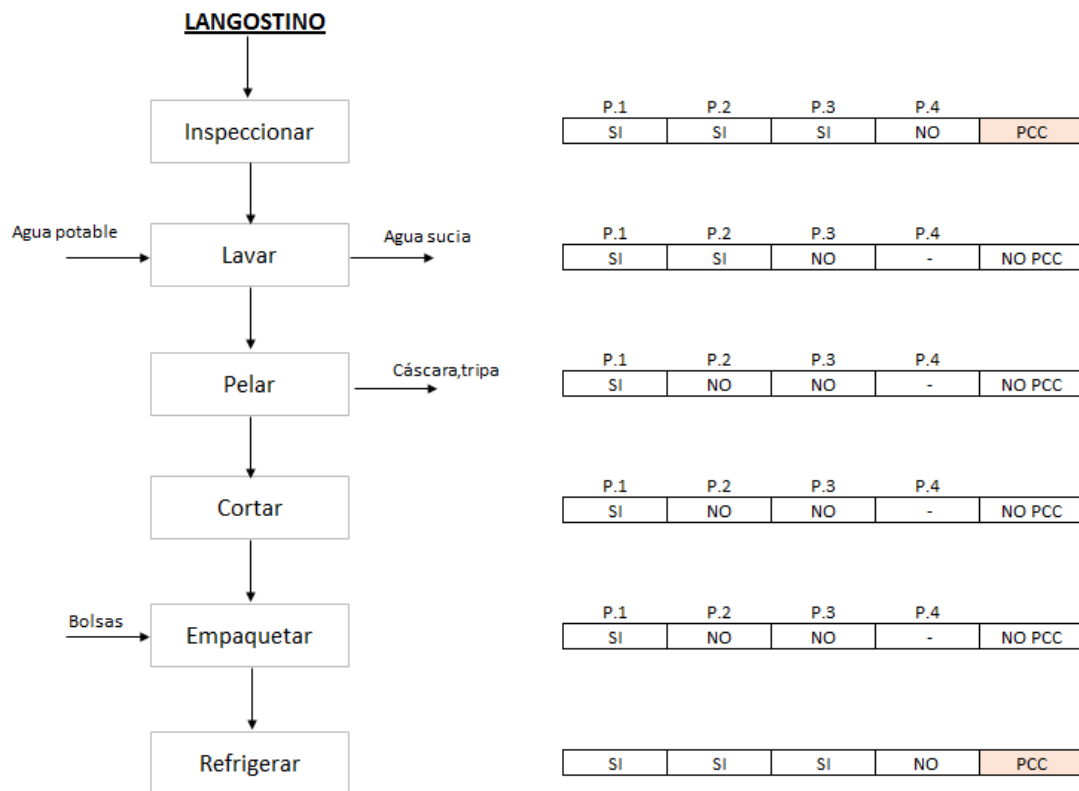 LANGOSTINO
Inspeccionar
P.1 P.2 P.3 P.4
SI SI SI NO PCC
Agua potable
Lavar
Agua sucia
P.1 P.2 P.3 P.4
SI SI NO - NO PCC
Pelar
Cáscara,tripa
P.1 P.2 P.3 P.4
SI NO NO - NO PCC
Cortar
P.1 P.2 P.3 P.4
SI NO NO - NO PCC
Bolsas
Empaquetar
P.1 P.2 P.3 P.4
SI NO NO - NO PCC
Refrigerar
SI SI SI NO PCC